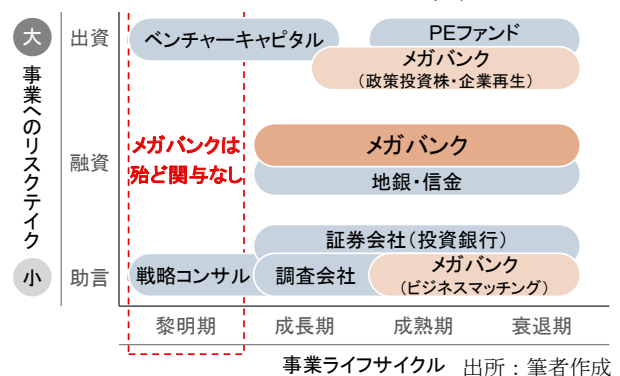 大
事業へのリスクテイク
小
出資
ベンチャーキャピタル
PEファンド
メガバンク
（政策投資株・企業再生）
融資
メガバンクは
殆ど関与なし
メガバンク
地銀・信金
助言
証券会社（投資銀行）
戦略コンサル
調査会社
メガバンク
（ビジネスマッチング）
黎明期
成長期
成熟期
衰退期
事業ライフサイクル
出所：筆者作成